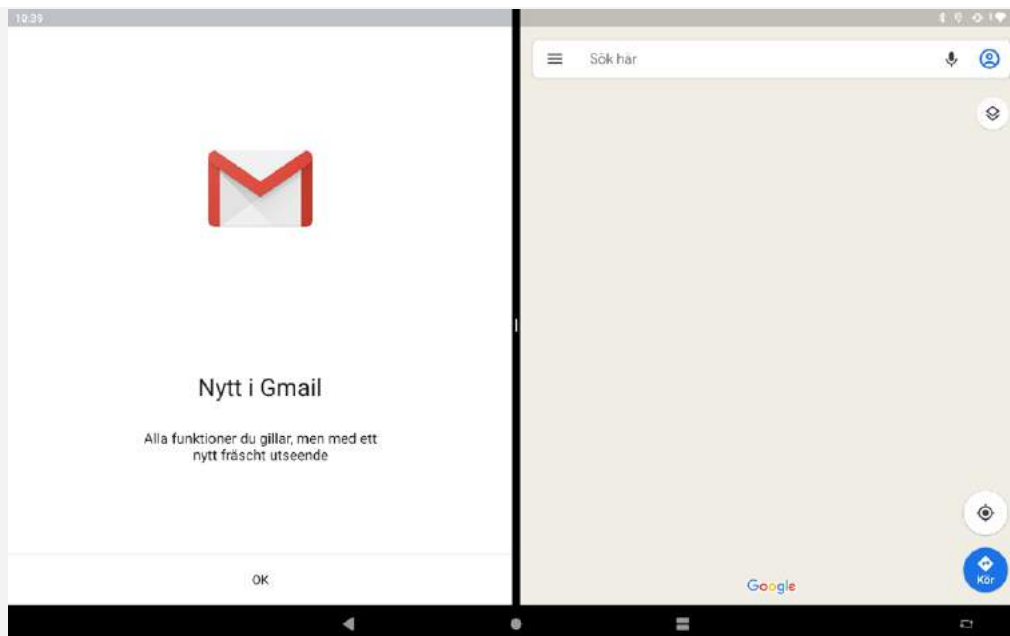 10:39
Nytt i Gmail
Alla funktioner du gillar, men med ett
nytt fräscht utseende
OK
Sök här
Google
Kör